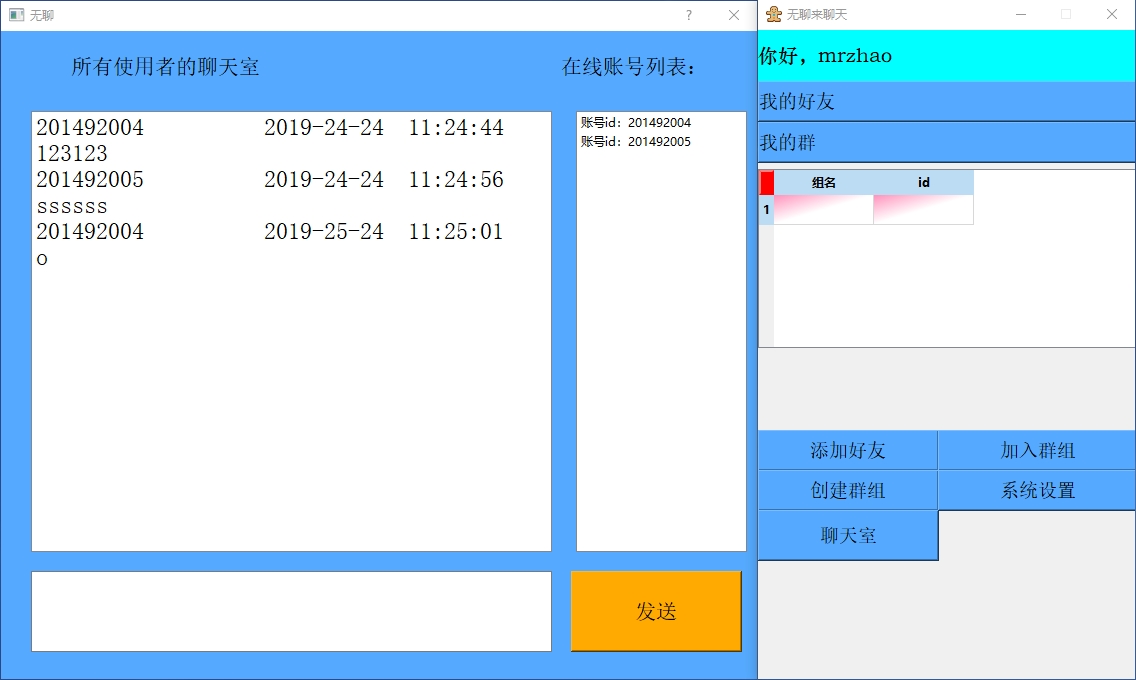 无聊
所有使用者的聊天室
在线账号列表：
201492004 2019-24-24 11:24:44
123123
201492005 2019-24-24 11:24:56
ssssss
201492004 2019-25-24 11:25:01
o
账号id：201492004
账号id：201492005
发送
无聊来聊天
你好，mrzhao
我的好友
我的群
组名 id
1
添加好友 加入群组
创建群组 系统设置
聊天室